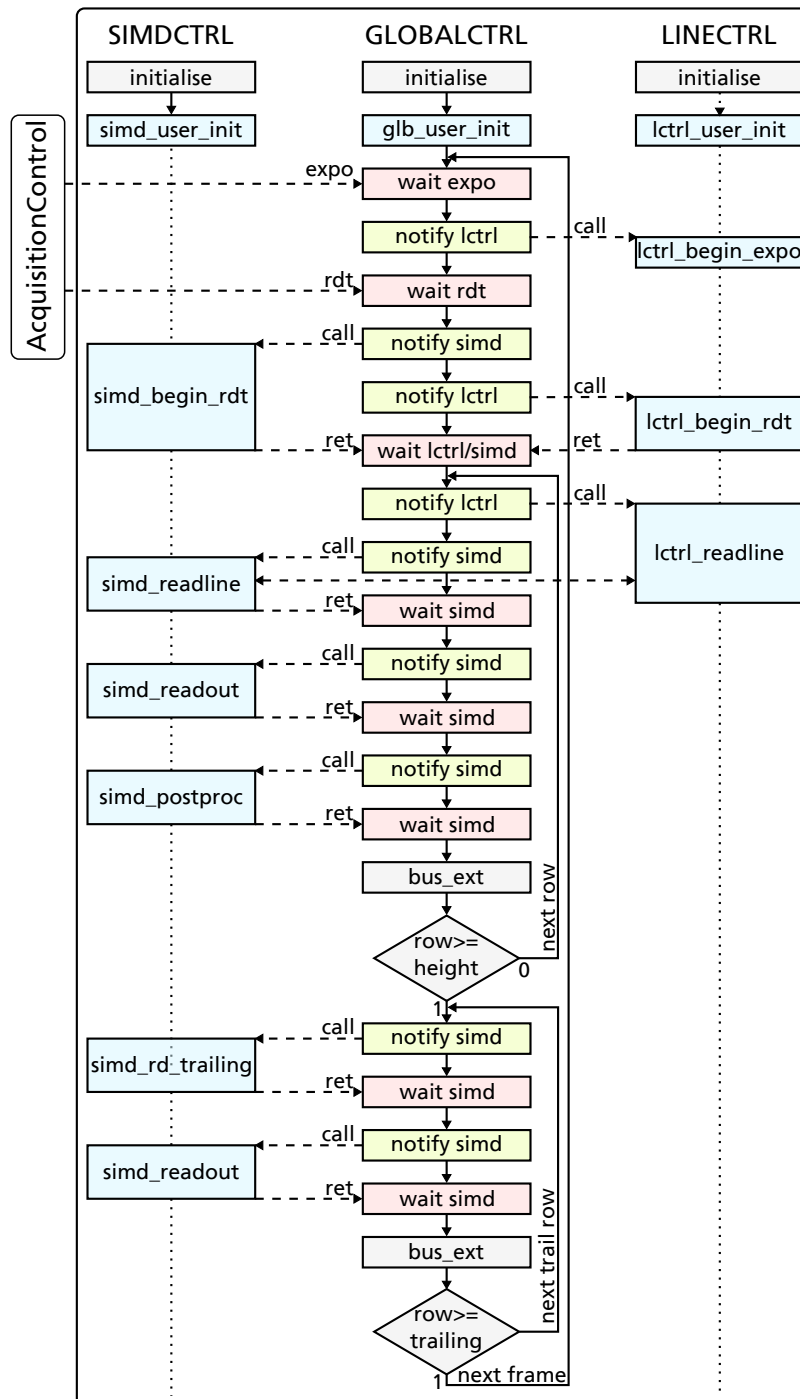 SIMDCTRL GLOBALCTRL LINECTRL
initialise initialise initialise
simd_user_init glb_user_init lctrl_user_init
AcquisitionControl
expo wait expo
notify lctrl call lctrl_begin_expo
rdt wait rdt
call notify simd
simd_begin_rdt notify lctrl call
lctrl_begin_rdt
ret wait lctrl/simd ret
notify lctrl call
call notify simd lctrl_readline
simd_readline
ret wait simd
call notify simd
simd_readout
ret wait simd
call notify simd
simd_postproc
ret wait simd
bus_ext
next row
row>=
height
0
1
call notify simd
simd_rd_trailing
ret wait simd
call notify simd
simd_readout
ret wait simd
bus_ext
next trail row
row>=
trailing
1 next frame